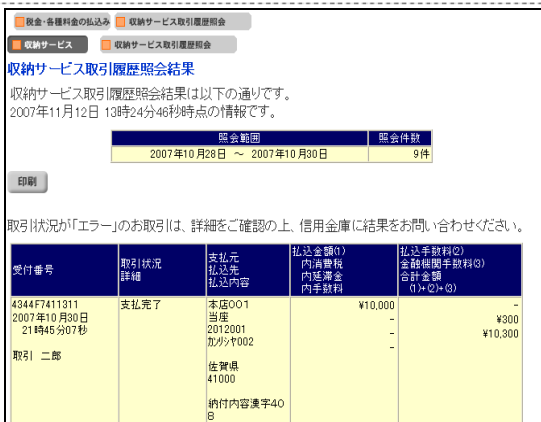 税金・各種料金の払込み 収納サービス取引履歴照会
収納サービス 収納サービス取引履歴照会
収納サービス取引履歴照会結果
収納サービス取引履歴照会結果は以下の通りです。
2007年11月12日 13時24分46秒時点の情報です。
照会範囲 照会件数
2007年10月28日 ～ 2007年10月30日 9件
印刷
取引状況が「エラー」のお取引は、詳細をご確認の上、信用金庫に結果をお問い合わせください。
受付番号
取引状況
詳細
支払元
払込先
払込内容
払込金額(1)
内消費税
内延滞金
内手数料
払込手数料(2)
金融機関手数料(3)
合計金額
(1)+(2)+(3)
4344F7411311
2007年10月30日
21時45分07秒
取引 二郎
支払完了
本店001
当座
2012001
カ)カシヤ002
佐賀県
41000
納付内容漢字40
8
¥10,000
-
-
-
-
¥300
¥10,300